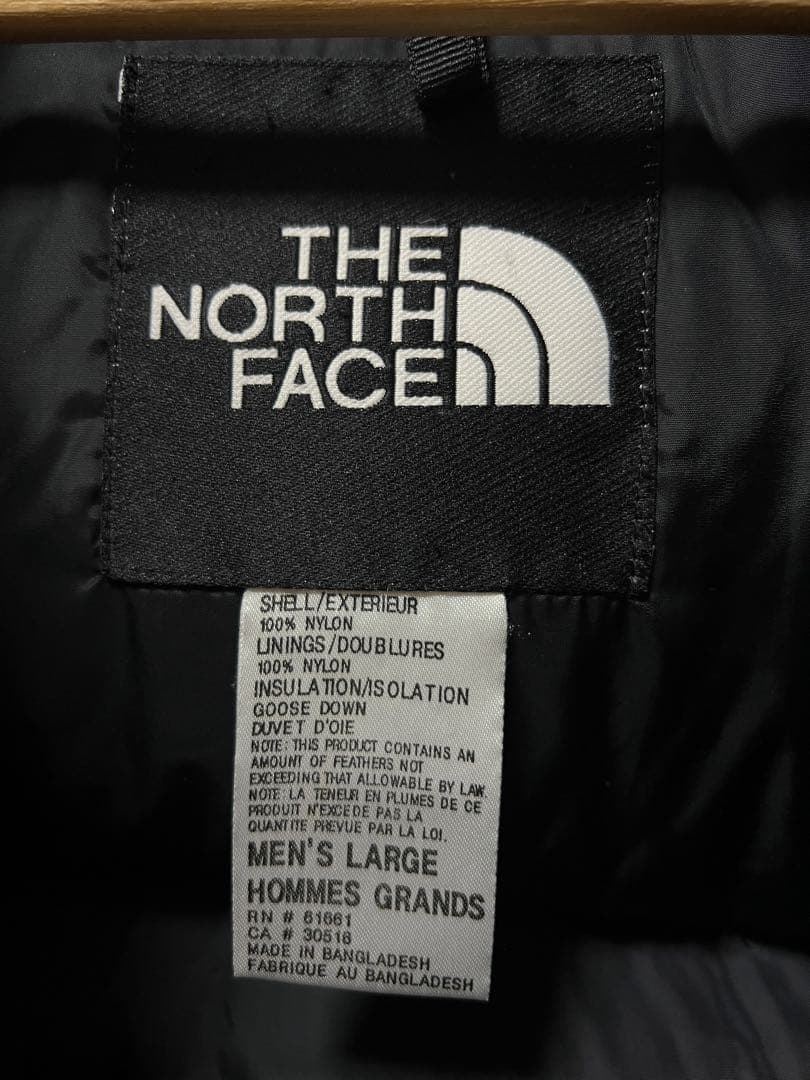 THE
NORTH
FACE
SHELL/EXTERIEUR
100% NYLON
LININGS/DOUBLURES
100% NYLON
INSULATION/ISOLATION
GOOSE DOWN
DUVET D'OIE
NOTE: THIS PRODUCT CONTAINS AN
AMOUNT OF FEATHERS NOT
EXCEEDING THAT ALLOWABLE BY LAW.
NOTE: LA TENEUR EN PLUMES DE CE
PRODUIT N'EXCEDE PAS LA
QUANTITE PREVUE PAR LA LOI.
MEN'S LARGE
HOMMES GRANDS
RN # 61661
CA # 30516
MADE IN BANGLADESH
FABRIQUE AU BANGLADESH